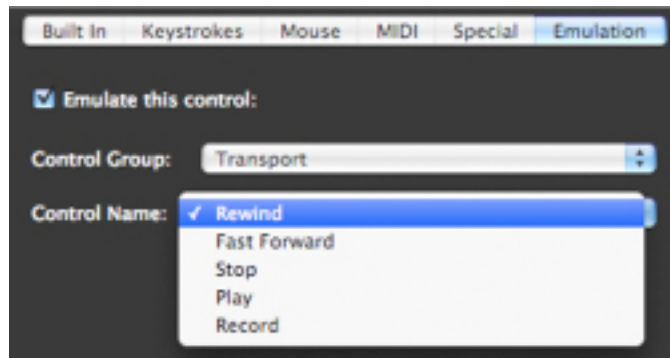 Built In Keystrokes Mouse MIDI Special Emulation
Emulate this control:
Control Group: Transport
Control Name: ✓ Rewind
Fast Forward
Stop
Play
Record